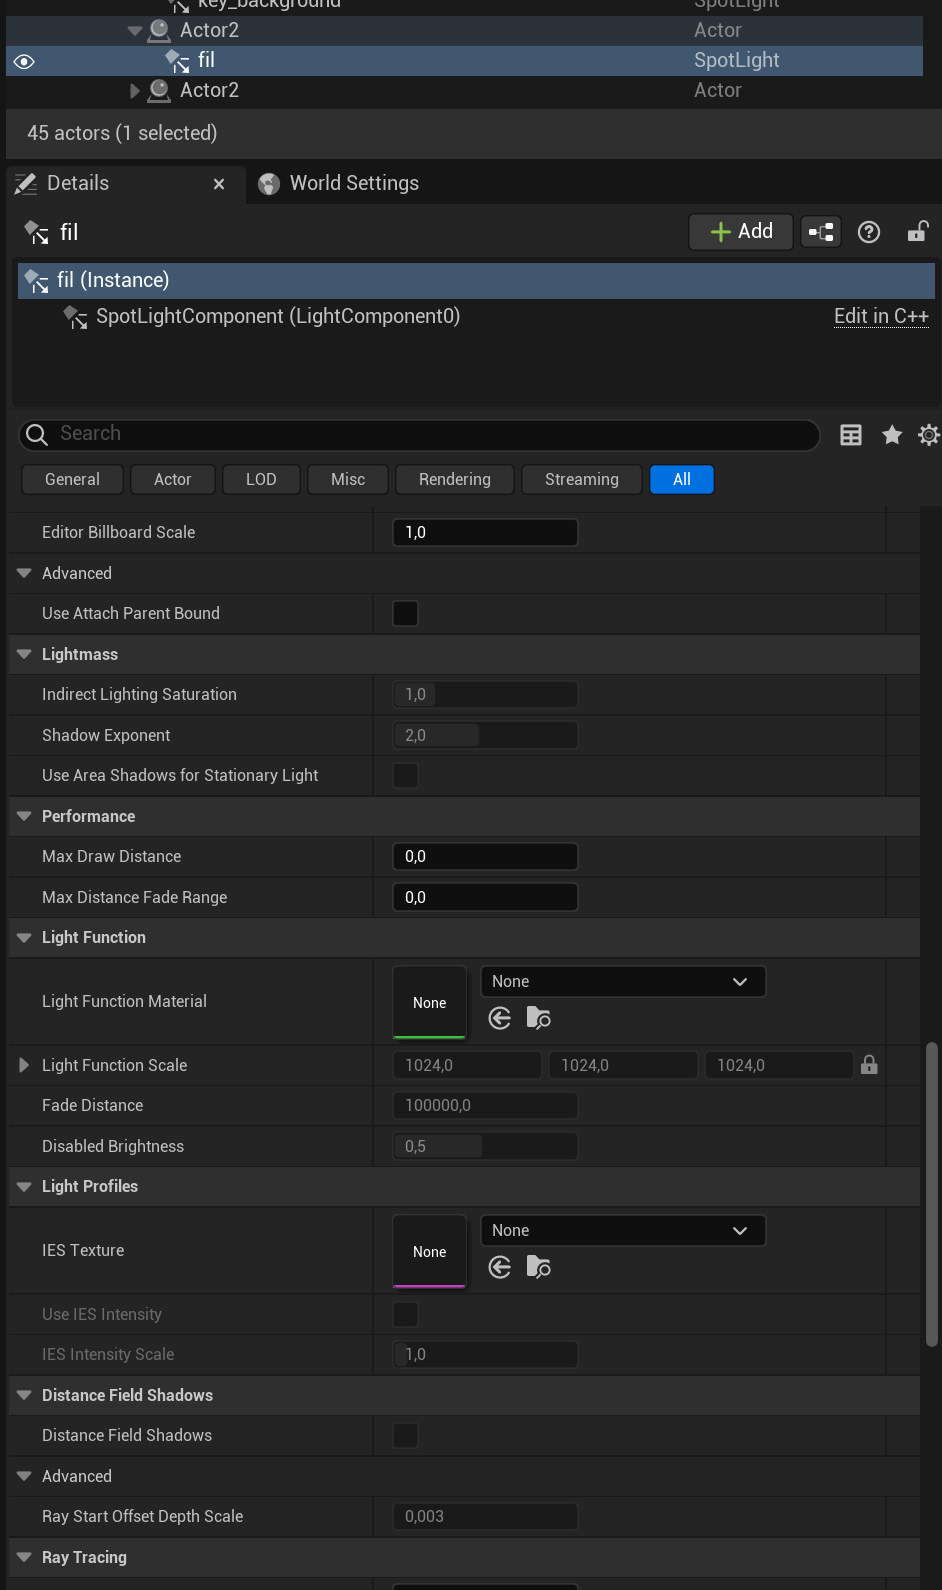 key_background SpotLight
Actor2 Actor
fil SpotLight
Actor2 Actor
45 actors (1 selected)
Details World Settings
fil Add
fil (Instance)
SpotLightComponent (LightComponent0) Edit in C++
Search
General Actor LOD Misc Rendering Streaming All
Editor Billboard Scale 1,0
Advanced
Use Attach Parent Bound
Lightmass
Indirect Lighting Saturation 1,0
Shadow Exponent 2,0
Use Area Shadows for Stationary Light
Performance
Max Draw Distance 0,0
Max Distance Fade Range 0,0
Light Function
None
Light Function Material None
Light Function Scale 1024,0 1024,0 1024,0
Fade Distance 100000,0
Disabled Brightness 0,5
Light Profiles
None
IES Texture None
Use IES Intensity
IES Intensity Scale 1,0
Distance Field Shadows
Distance Field Shadows
Advanced
Ray Start Offset Depth Scale 0,003
Ray Tracing